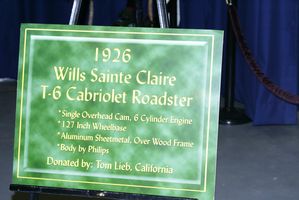 1926
Wills Sainte Claire
T-6 Cabriolet Roadster
*Single Overhead Cam, 6 Cylinder Engine
*127 Inch Wheelbase
*Aluminum Sheetmetal, Over Wood Frame
*Body by Philips
Donated by: Tom Lieb, California